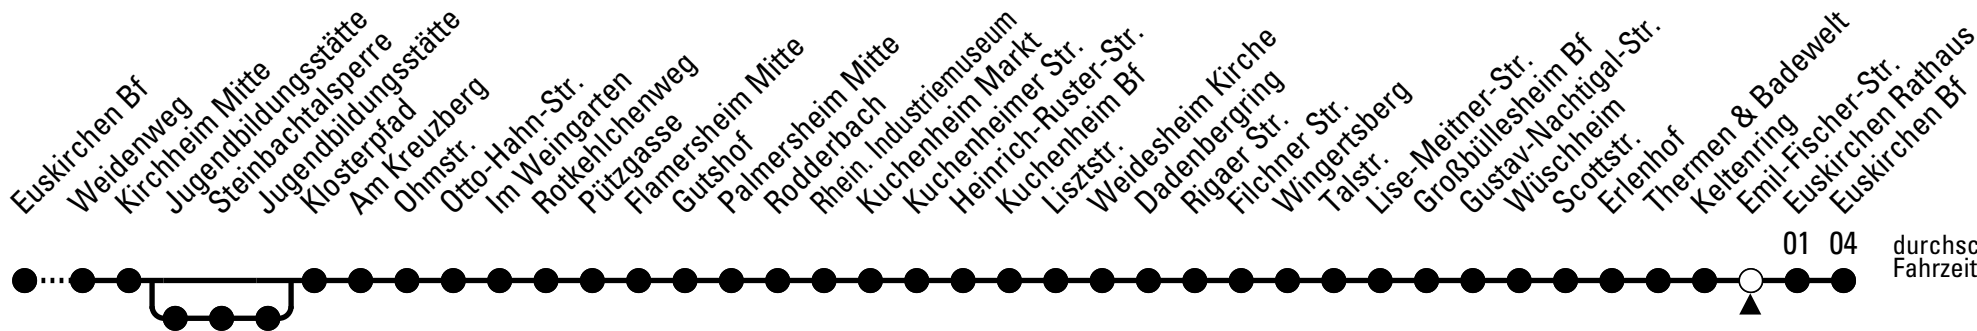 Euskirchen Bf
Weidenweg
Kirchheim Mitte
Jugendbildungsstätte
Steinbachtalsperre
Jugendbildungsstätte
Klosterpfad
Am Kreuzberg
Ohmstr.
Otto-Hahn-Str.
Im Weingarten
Rotkehlchenweg
Pützgasse
Flamersheim Mitte
Gutshof
Palmersheim Mitte
Rodderbach
Rhein. Industriemuseum
Kuchenheim Markt
Kuchenheimer Str.
Heinrich-Ruster-Str.
Kuchenheim Bf
Lisztstr.
Weidesheim Kirche
Dadenbergring
Rigaer Str.
Filchner Str.
Wingertsberg
Talstr.
Lise-Meitner-Str.
Großbüllesheim Bf
Gustav-Nachtigal-Str.
Wüschheim
Scottstr.
Erlenhof
Thermen & Badewelt
Keltenring
Emil-Fischer-Str.
Euskirchen Rathaus
Euskirchen Bf
01 04
durchsc
Fahrzeit